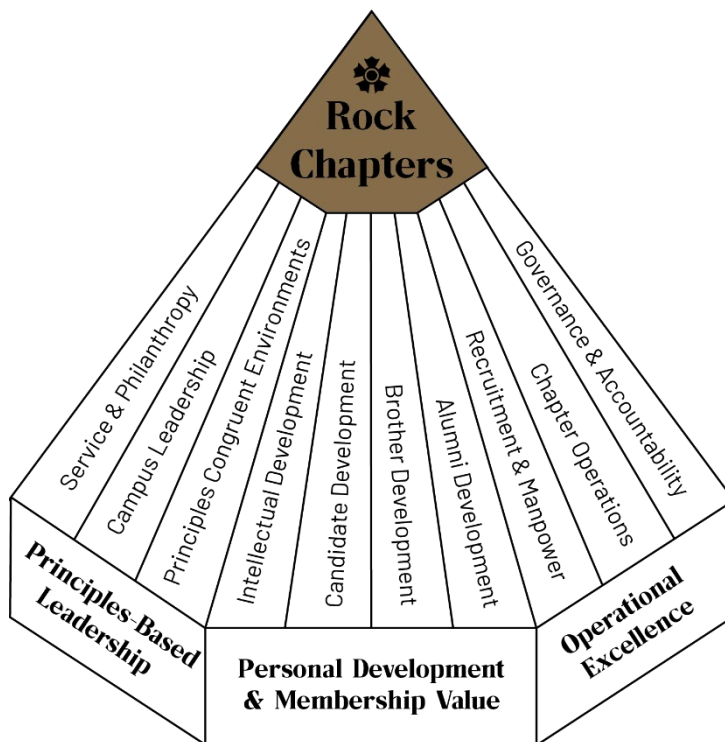 Rock
Chapters
Service & Philanthropy
Campus Leadership
Principles Congruent Environments
Intellectual Development
Candidate Development
Brother Development
Alumni Development
Recruitment & Manpower
Chapter Operations
Governance & Accountability
Principles-Based
Leadership
Personal Development
& Membership Value
Operational
Excellence